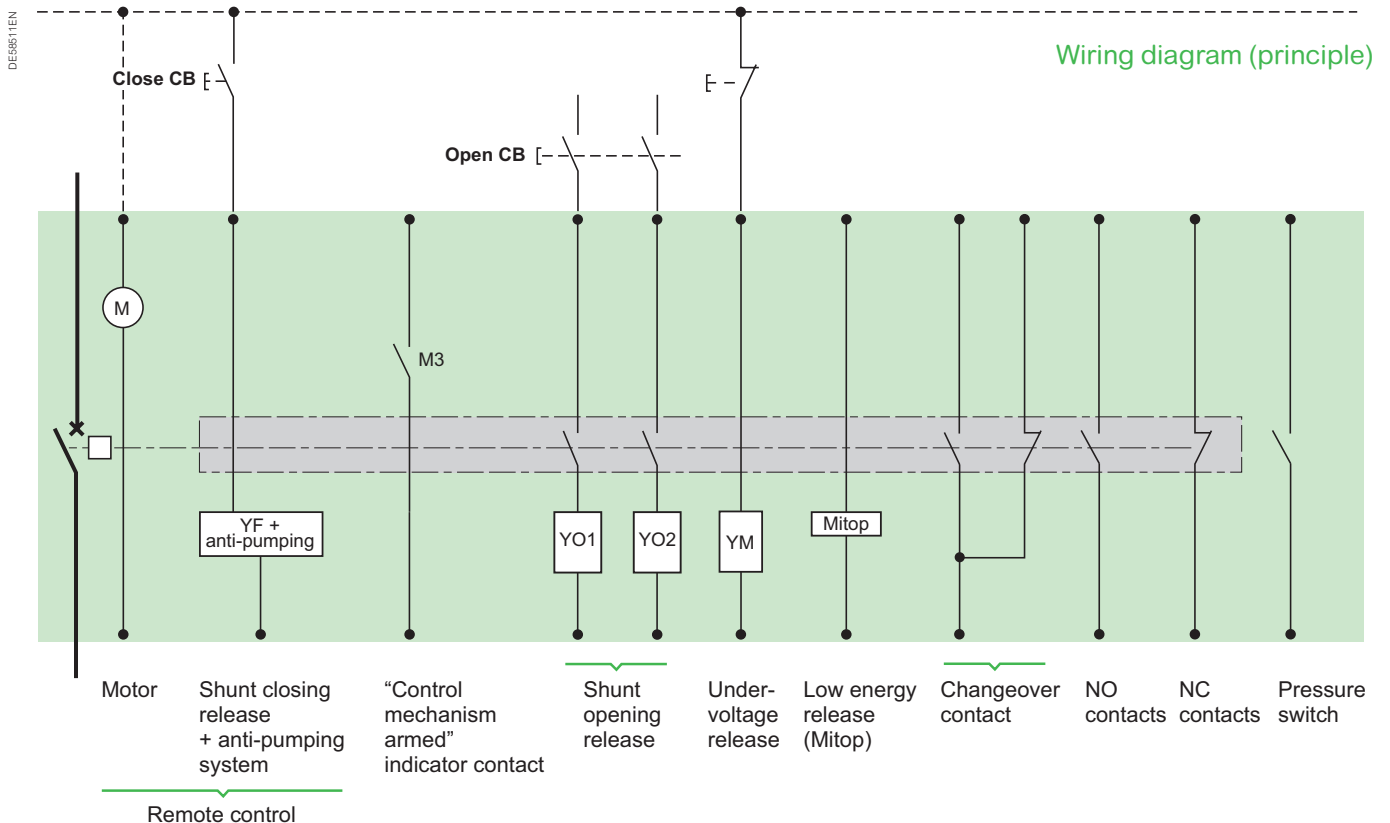 DE58511EN
Wiring diagram (principle)
Close CB
Open CB
M
M3
YF +
anti-pumping
YO1
YO2
YM
Mitop
Motor
Shunt closing
release
+ anti-pumping
system
“Control
mechanism
armed”
indicator contact
Shunt
opening
release
Under-
voltage
release
Low energy
release
(Mitop)
Changeover
contact
NO
contacts
NC
contacts
Pressure
switch
Remote control